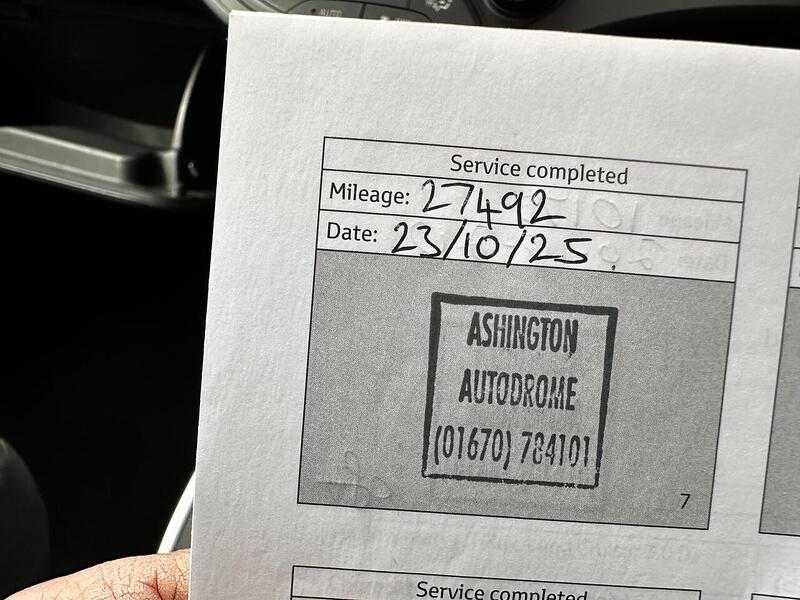 Service completed
Mileage: 27492
Date: 23/10/25.
ASHINGTON
AUTODROME
(01670) 784101
7
Service completed